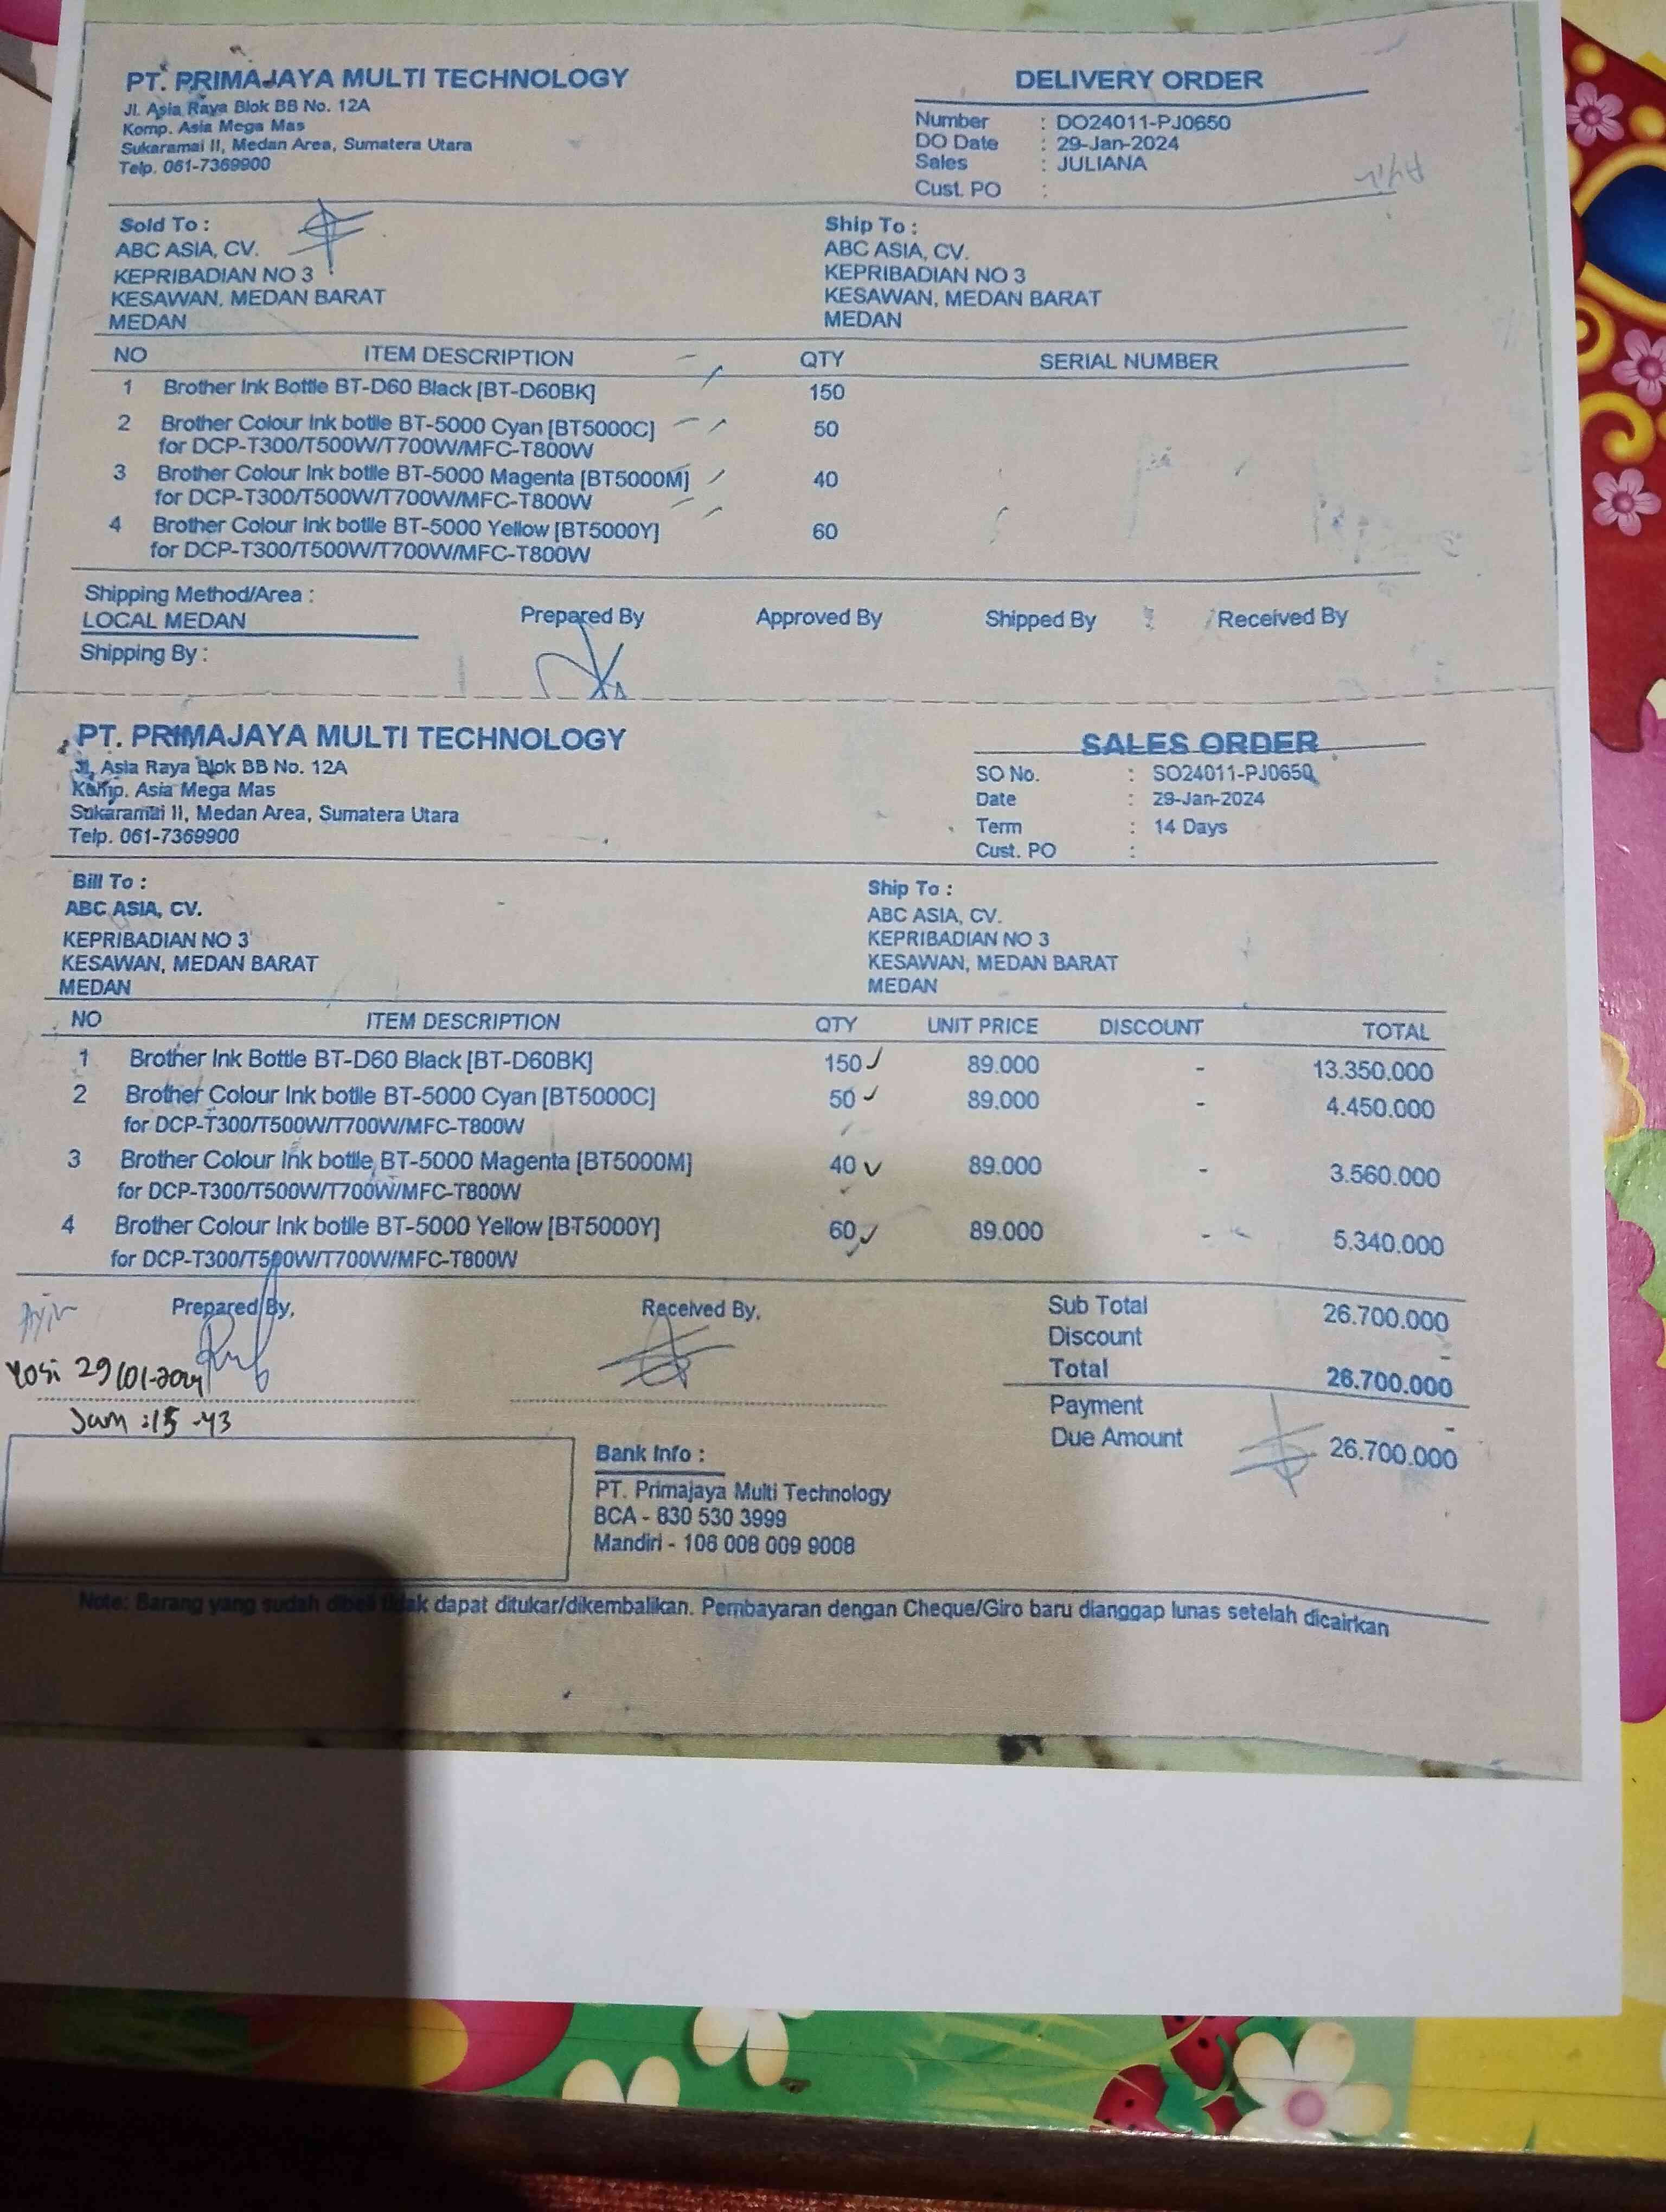 PT. PRIMAJAYA MULTI TECHNOLOGY
Jl. Asia Raya Blok BB No. 12A
Komp. Asia Mega Mas
Sukaramai II, Medan Area, Sumatera Utara
Telp. 061-7369900
DELIVERY ORDER
Number : DO24011-PJ0650
DO Date : 29-Jan-2024
Sales : JULIANA
Cust. PO :
Sold To :
ABC ASIA, CV.
KEPRIBADIAN NO 3
KESAWAN, MEDAN BARAT
MEDAN
Ship To :
ABC ASIA, CV.
KEPRIBADIAN NO 3
KESAWAN, MEDAN BARAT
MEDAN
NO ITEM DESCRIPTION QTY SERIAL NUMBER
1 Brother Ink Bottle BT-D60 Black [BT-D60BK] 150
2 Brother Colour Ink botlle BT-5000 Cyan [BT5000C] 50
for DCP-T300/T500W/T700W/MFC-T800W
3 Brother Colour Ink botlle BT-5000 Magenta [BT5000M] 40
for DCP-T300/T500W/T700W/MFC-T800W
4 Brother Colour Ink botlle BT-5000 Yellow [BT5000Y] 60
for DCP-T300/T500W/T700W/MFC-T800W
Shipping Method/Area :
LOCAL MEDAN
Shipping By :
Prepared By Approved By Shipped By Received By
PT. PRIMAJAYA MULTI TECHNOLOGY
Jl. Asia Raya Blok BB No. 12A
Komp. Asia Mega Mas
Sukaramai II, Medan Area, Sumatera Utara
Telp. 061-7369900
SALES ORDER
SO No. : SO24011-PJ0650
Date : 29-Jan-2024
Term : 14 Days
Cust. PO :
Bill To :
ABC ASIA, CV.
KEPRIBADIAN NO 3
KESAWAN, MEDAN BARAT
MEDAN
Ship To :
ABC ASIA, CV.
KEPRIBADIAN NO 3
KESAWAN, MEDAN BARAT
MEDAN
NO ITEM DESCRIPTION QTY UNIT PRICE DISCOUNT TOTAL
1 Brother Ink Bottle BT-D60 Black [BT-D60BK] 150 89.000 - 13.350.000
2 Brother Colour Ink botlle BT-5000 Cyan [BT5000C] 50 89.000 - 4.450.000
for DCP-T300/T500W/T700W/MFC-T800W
3 Brother Colour Ink botlle BT-5000 Magenta [BT5000M] 40 89.000 - 3.560.000
for DCP-T300/T500W/T700W/MFC-T800W
4 Brother Colour Ink botlle BT-5000 Yellow [BT5000Y] 60 89.000 - 5.340.000
for DCP-T300/T500W/T700W/MFC-T800W
Prepared By,
Yosi 29/01-2024
Jam :15-43
Received By,
Sub Total 26.700.000
Discount -
Total 26.700.000
Payment -
Due Amount 26.700.000
Bank Info :
PT. Primajaya Multi Technology
BCA - 830 530 3999
Mandiri - 106 008 009 9008
Note: Barang yang sudah dibeli tidak dapat ditukar/dikembalikan. Pembayaran dengan Cheque/Giro baru dianggap lunas setelah dicairkan